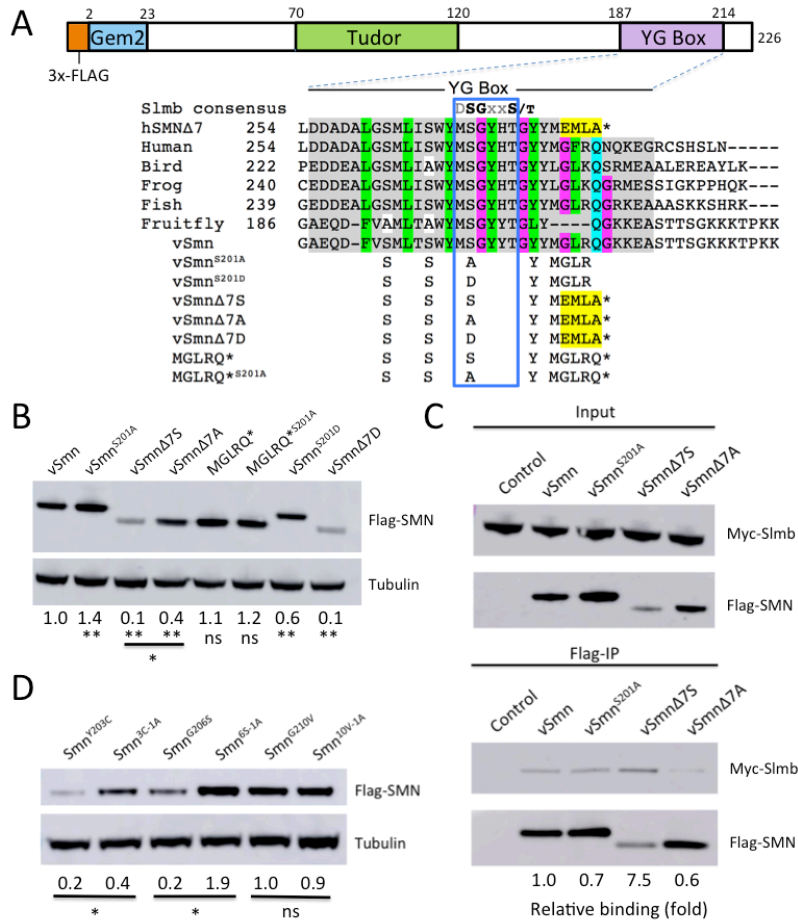 A
2 23 70 120 187 214
Gem2 Tudor YG Box 226
3x-FLAG
YG Box
Slmb consensus DSGxxS/T
hSMNΔ7 254 LDDADALGSMLISWYMSGYHTGYYMEMLA*
Human 254 LDDADALGSMLISWYMSGYHTGYYMGFRQNQKEGRCSHSLN-----
Bird 222 PEDDEALGSMLIAWYMSGYHTGYYLGLKQSRMEAALEREAYLK---
Frog 240 CEDDEALGSMLISWYMSGYHTGYYLGLKQGRMESSIGKPPHQK----
Fish 239 GEDDEALGSMLISWYMSGYHTGYYMGLRQGRKEAAASKKSHRK----
Fruitfly 186 GAEQD-FVAMLTAWYMSGYYTGLY----QGKKEASTTSGKKKTPKK
vSmn GAEQD-FVSMLTSWYMSGYYTGYYMGLRQGKKEASTTSGKKKTPKK
vSmnS201A S S A Y MGLR
vSmnS201D S S D Y MGLR
vSmnΔ7S S S S Y MEMLA*
vSmnΔ7A S S A Y MEMLA*
vSmnΔ7D S S D Y MEMLA*
MGLRQ* S S S Y MGLRQ*
MGLRQ*S201A S S A Y MGLRQ*
B
vSmn vSmnS201A vSmnΔ7S vSmnΔ7A MGLRQ* MGLRQ*S201A vSmnS201D vSmnΔ7D
Flag-SMN
Tubulin
1.0 1.4 0.1 0.4 1.1 1.2 0.6 0.1
** ** ** ns ns ** **
*
C
Input
Control vSmn vSmnS201A vSmnΔ7S vSmnΔ7A
Myc-Slmb
Flag-SMN
Flag-IP
Control vSmn vSmnS201A vSmnΔ7S vSmnΔ7A
Myc-Slmb
Flag-SMN
1.0 0.7 7.5 0.6
Relative binding (fold)
D
SmnY203C Smn3C-1A SmnG206S Smn6S-1A SmnG210V Smn10V-1A
Flag-SMN
Tubulin
0.2 0.4 0.2 1.9 1.0 0.9
* * ns